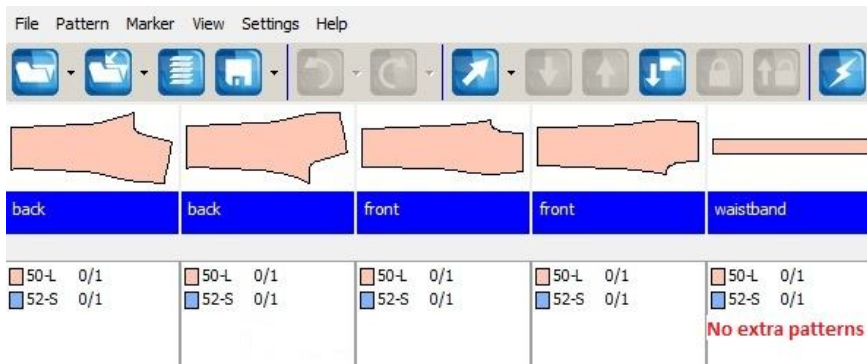 File Pattern Marker View Settings Help
back back front front waistband
50-L 0/1 50-L 0/1 50-L 0/1 50-L 0/1 50-L 0/1
52-S 0/1 52-S 0/1 52-S 0/1 52-S 0/1 52-S 0/1
No extra patterns